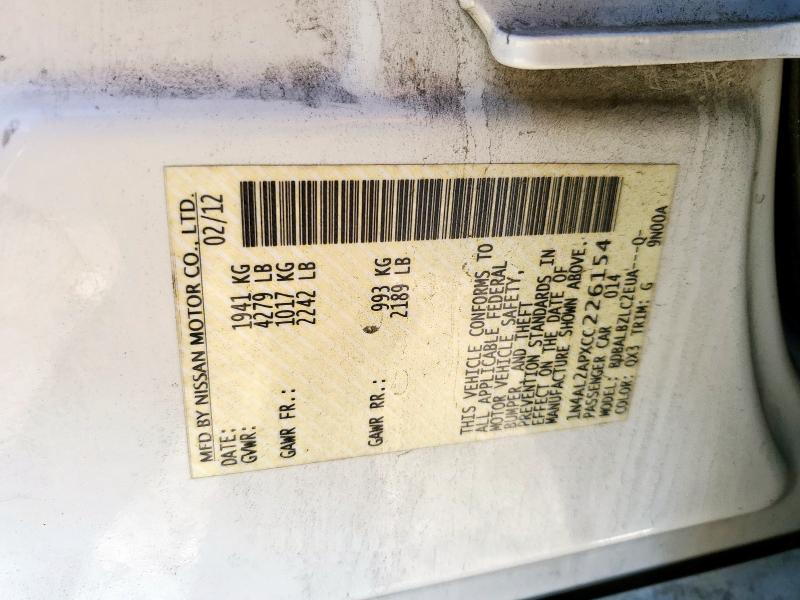 MFD BY NISSAN MOTOR CO., LTD.
DATE: 02/12
GVWR: 1941 KG
4279 LB
GAWR FR.: 1017 KG
2242 LB
GAWR RR.: 993 KG
2189 LB
THIS VEHICLE CONFORMS TO
ALL APPLICABLE FEDERAL
MOTOR VEHICLE SAFETY,
BUMPER, AND THEFT
PREVENTION STANDARDS IN
EFFECT ON THE DATE OF
MANUFACTURE SHOWN ABOVE.
1N4AL2APXCC226154
PASSENGER CAR 014
MODEL: BDBALBZLC2EUA----Q-
COLOR: QX3 TRIM: G 9N00A